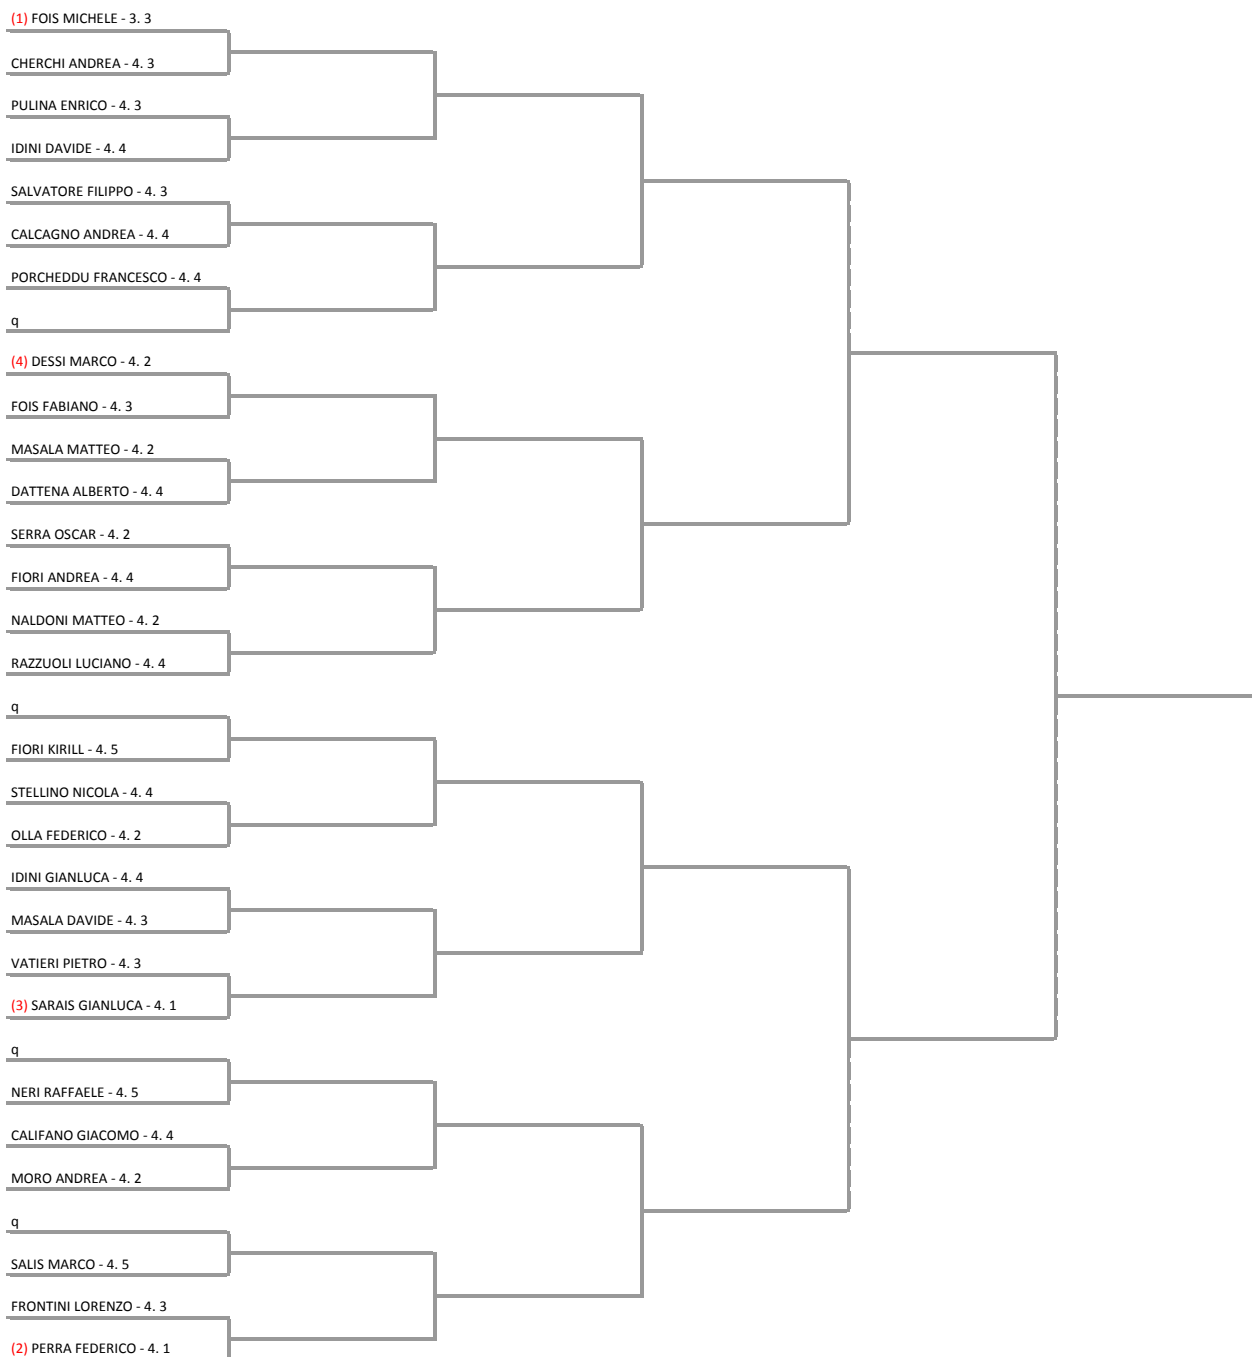 (1) FOIS MICHELE - 3. 3
CHERCHI ANDREA - 4. 3
PULINA ENRICO - 4. 3
IDINI DAVIDE - 4. 4
SALVATORE FILIPPO - 4. 3
CALCAGNO ANDREA - 4. 4
PORCHEDDU FRANCESCO - 4. 4
q
(4) DESSI MARCO - 4. 2
FOIS FABIANO - 4. 3
MASALA MATTEO - 4. 2
DATTENA ALBERTO - 4. 4
SERRA OSCAR - 4. 2
FIORI ANDREA - 4. 4
NALDONI MATTEO - 4. 2
RAZZUOLI LUCIANO - 4. 4
q
FIORI KIRILL - 4. 5
STELLINO NICOLA - 4. 4
OLLA FEDERICO - 4. 2
IDINI GIANLUCA - 4. 4
MASALA DAVIDE - 4. 3
VATIERI PIETRO - 4. 3
(3) SARAIS GIANLUCA - 4. 1
q
NERI RAFFAELE - 4. 5
CALIFANO GIACOMO - 4. 4
MORO ANDREA - 4. 2
q
SALIS MARCO - 4. 5
FRONTINI LORENZO - 4. 3
(2) PERRA FEDERICO - 4. 1